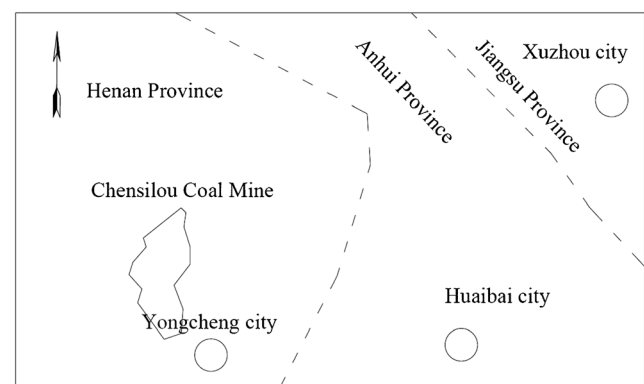 Xuzhou city
Anhui Province
Jiangsu Province
Henan Province
Chensilou Coal Mine
Huaibai city
Yongcheng city